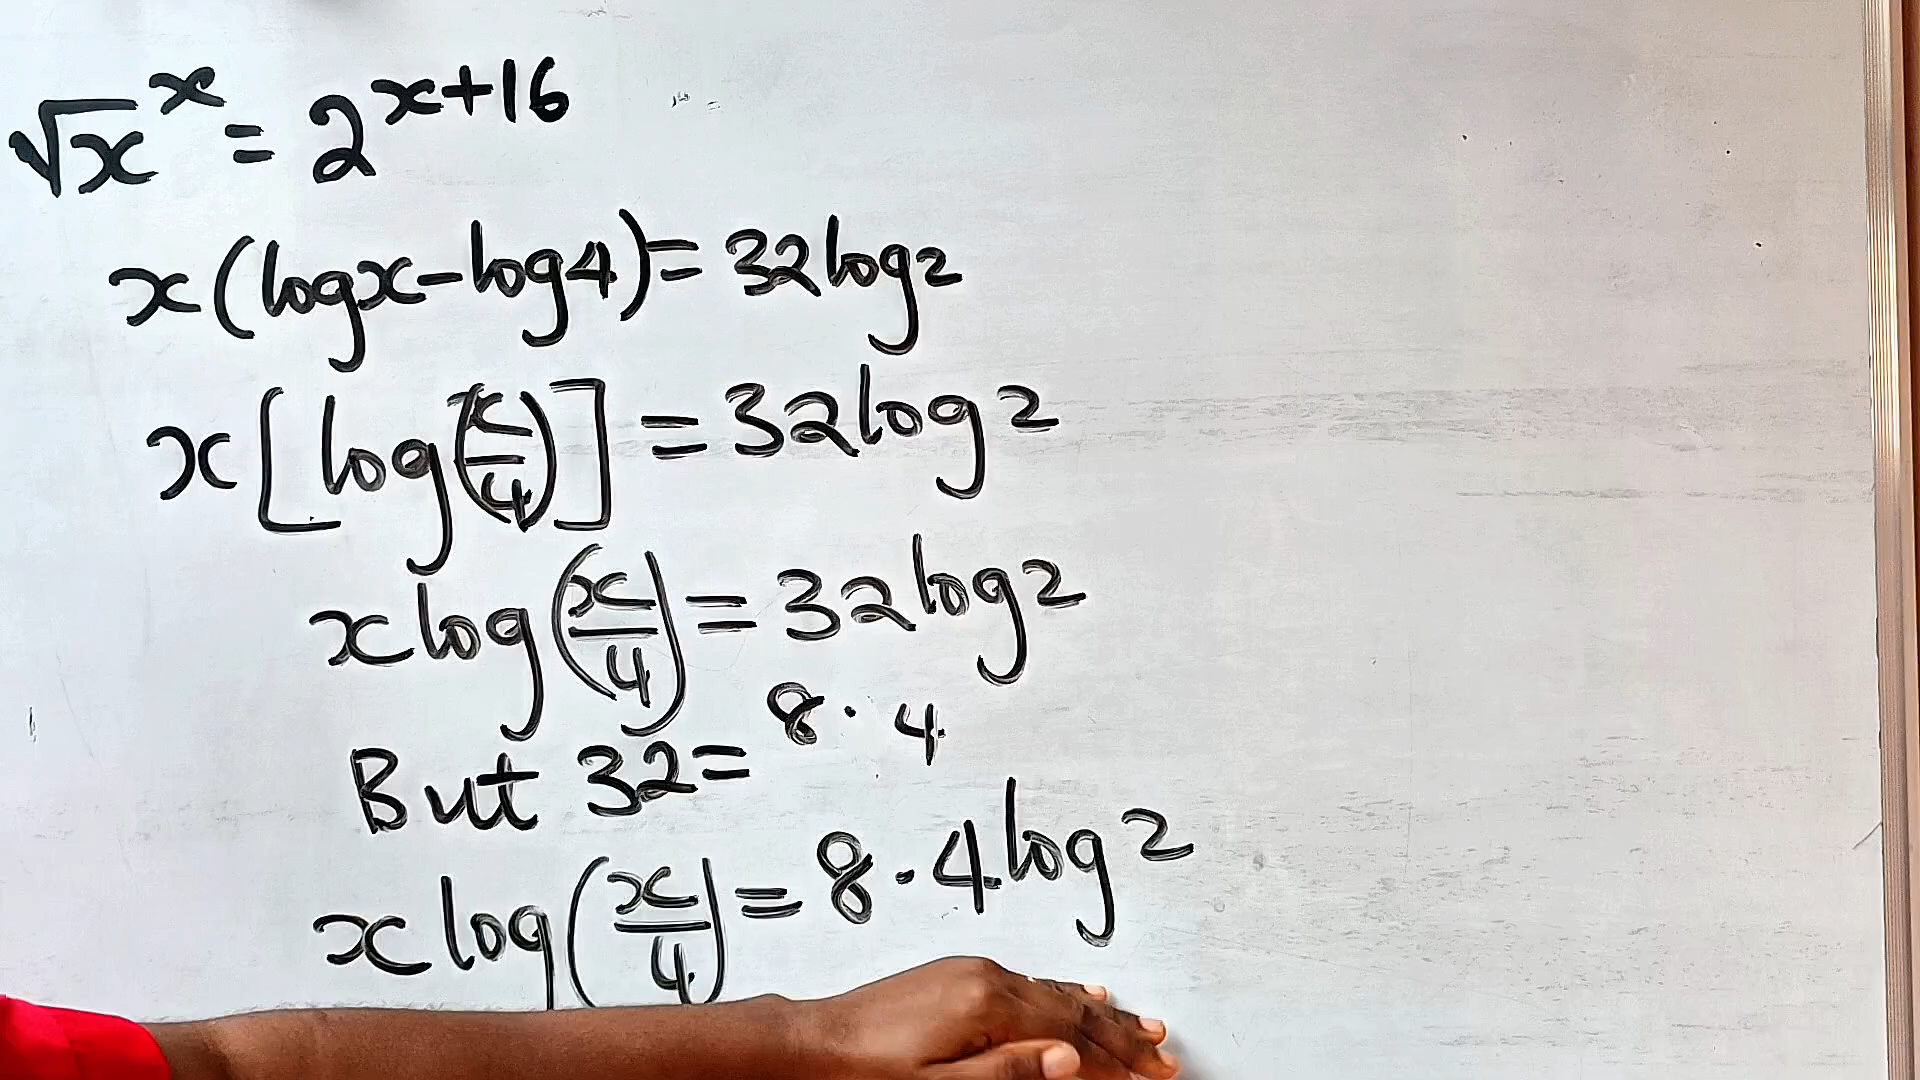 √x^x = 2^(x+16)
x(logx-log4)= 32log2
x[log(x/4)] = 32log2
xlog(x/4) = 32log2
But 32= 8·4
xlog(x/4) = 8·4log2